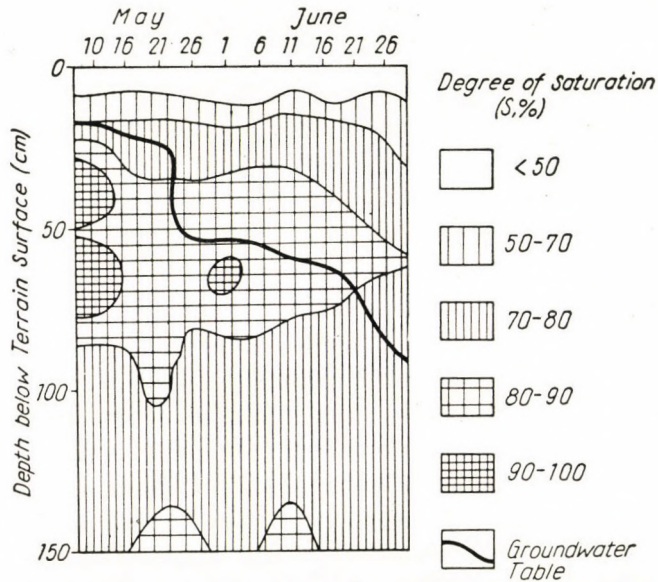 May June
10 16 21 26 1 6 11 16 21 26
0
50
100
150
Depth below Terrain Surface (cm)
Degree of Saturation
(S,%)
<50
50-70
70-80
80-90
90-100
Groundwater
Table